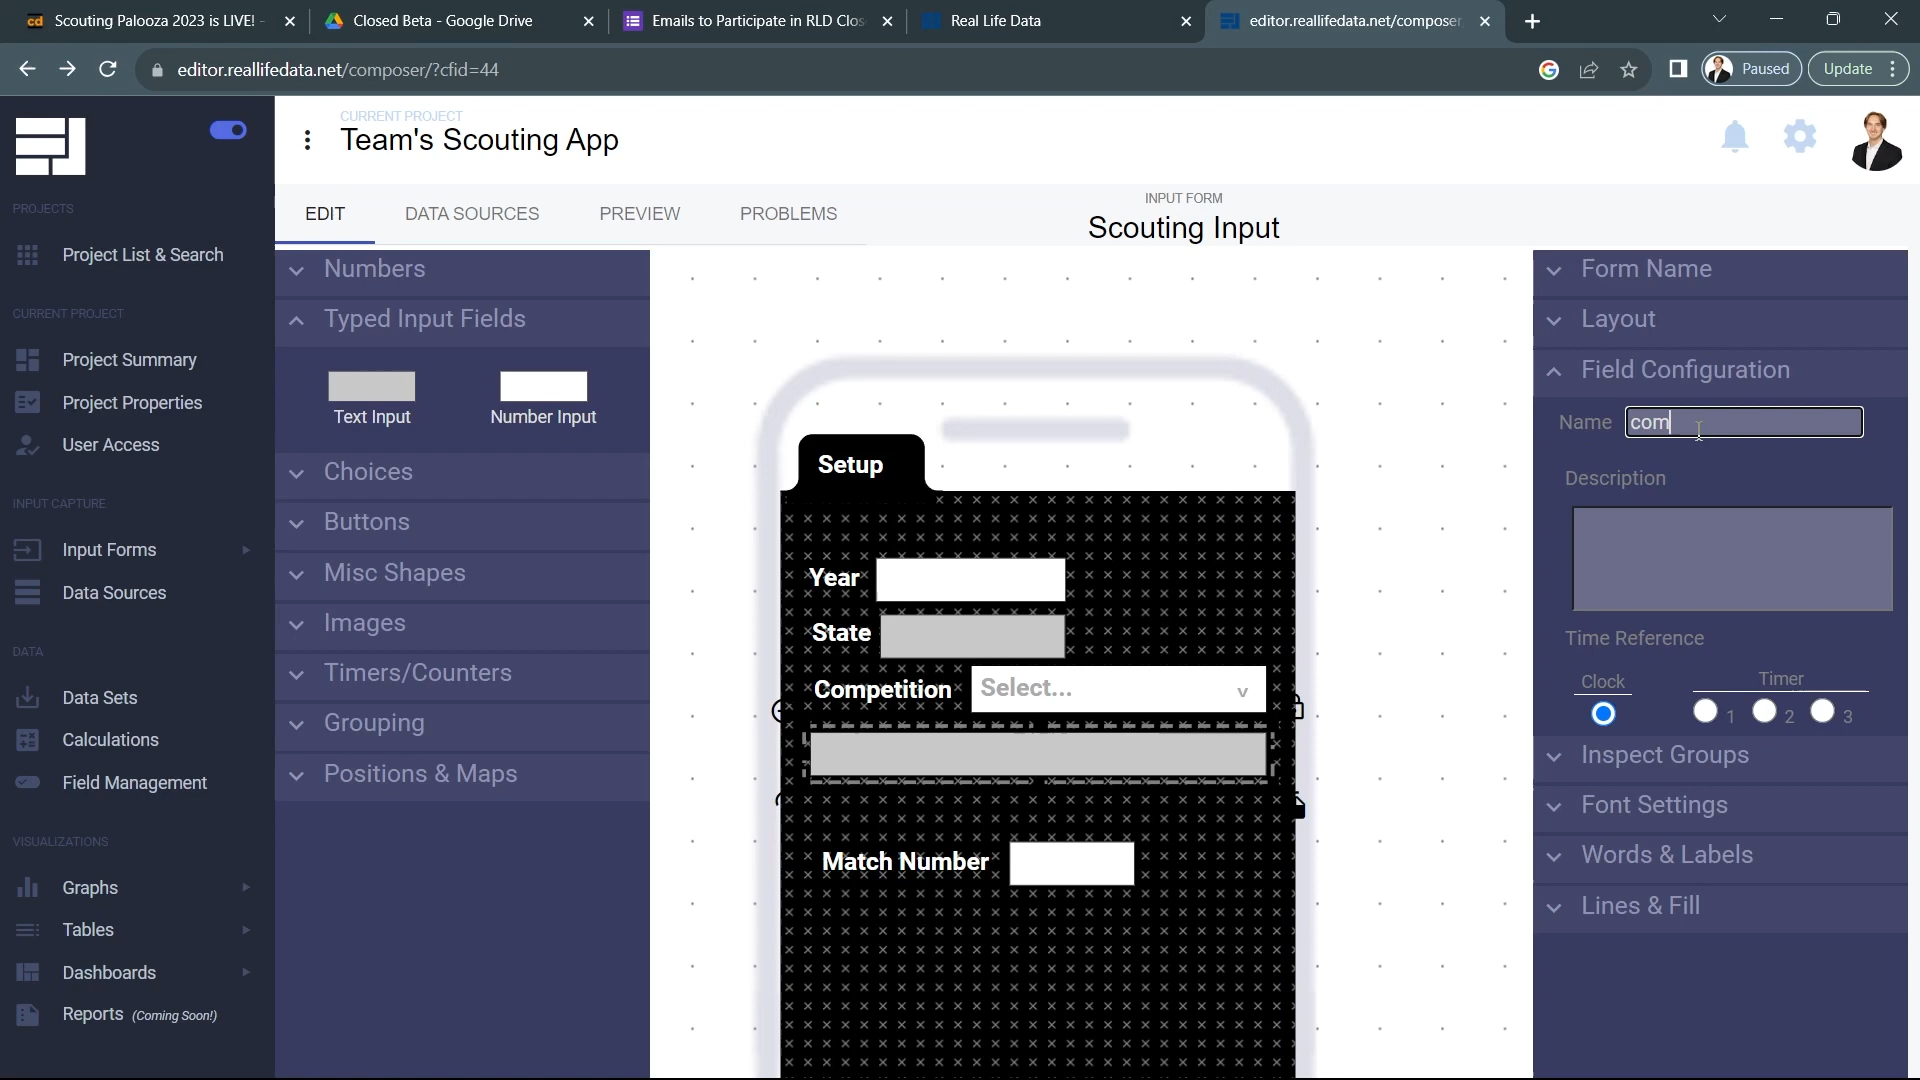 Scouting Palooza 2023 is LIVE! -
Closed Beta - Google Drive
Emails to Participate in RLD Clos
Real Life Data
editor.reallifedata.net/composer
editor.reallifedata.net/composer/?cfid=44
Paused
Update
CURRENT PROJECT
Team's Scouting App
PROJECTS
Project List & Search
CURRENT PROJECT
Project Summary
Project Properties
User Access
INPUT CAPTURE
Input Forms
Data Sources
DATA
Data Sets
Calculations
Field Management
VISUALIZATIONS
Graphs
Tables
Dashboards
Reports (Coming Soon!)
EDIT
DATA SOURCES
PREVIEW
PROBLEMS
INPUT FORM
Scouting Input
Numbers
Typed Input Fields
Text Input
Number Input
Choices
Buttons
Misc Shapes
Images
Timers/Counters
Grouping
Positions & Maps
Setup
Year
State
Competition
Select...
v
Match Number
Form Name
Layout
Field Configuration
Name
com
Description
Time Reference
Clock
Timer
1
2
3
Inspect Groups
Font Settings
Words & Labels
Lines & Fill